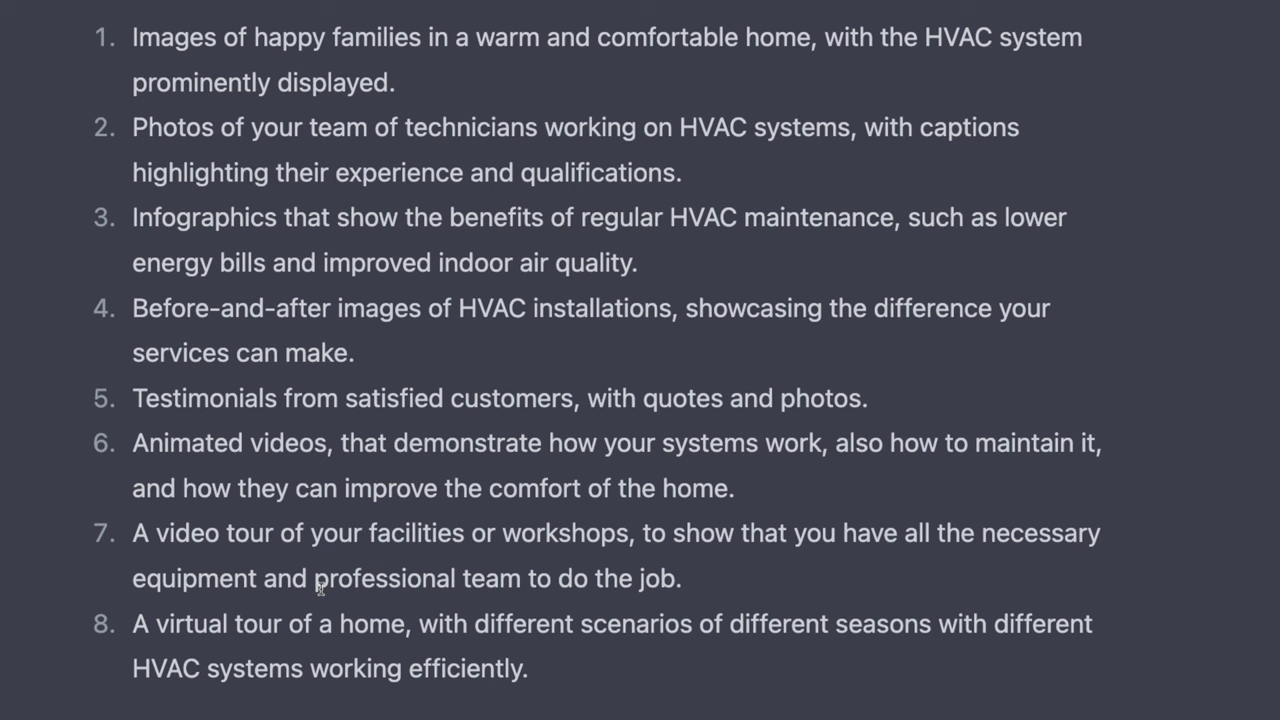 1. Images of happy families in a warm and comfortable home, with the HVAC system
prominently displayed.
2. Photos of your team of technicians working on HVAC systems, with captions
highlighting their experience and qualifications.
3. Infographics that show the benefits of regular HVAC maintenance, such as lower
energy bills and improved indoor air quality.
4. Before-and-after images of HVAC installations, showcasing the difference your
services can make.
5. Testimonials from satisfied customers, with quotes and photos.
6. Animated videos, that demonstrate how your systems work, also how to maintain it,
and how they can improve the comfort of the home.
7. A video tour of your facilities or workshops, to show that you have all the necessary
equipment and professional team to do the job.
8. A virtual tour of a home, with different scenarios of different seasons with different
HVAC systems working efficiently.